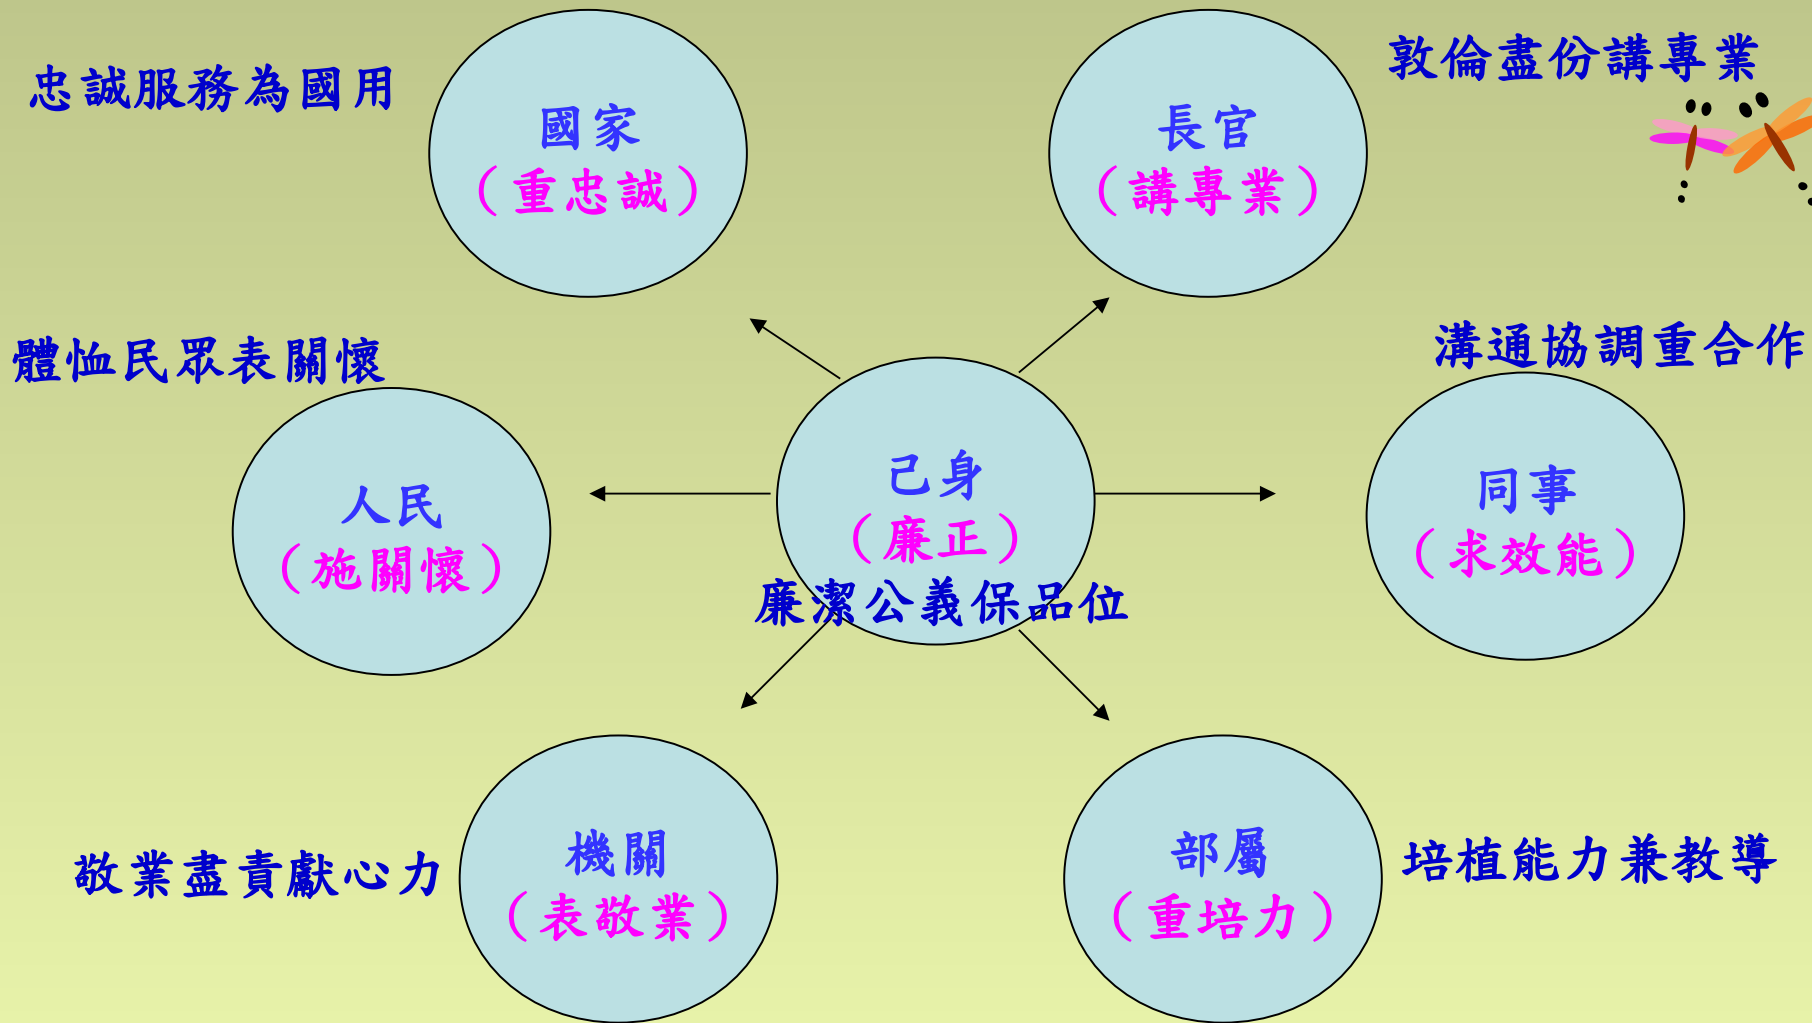 忠誠服務為國用
國家
（重忠誠）
長官
（講專業）
敦倫盡份講專業
體恤民眾表關懷
人民
（施關懷）
己身
（廉正）
廉潔公義保品位
溝通協調重合作
同事
（求效能）
敬業盡責獻心力
機關
（表敬業）
部屬
（重培力）
培植能力兼教導